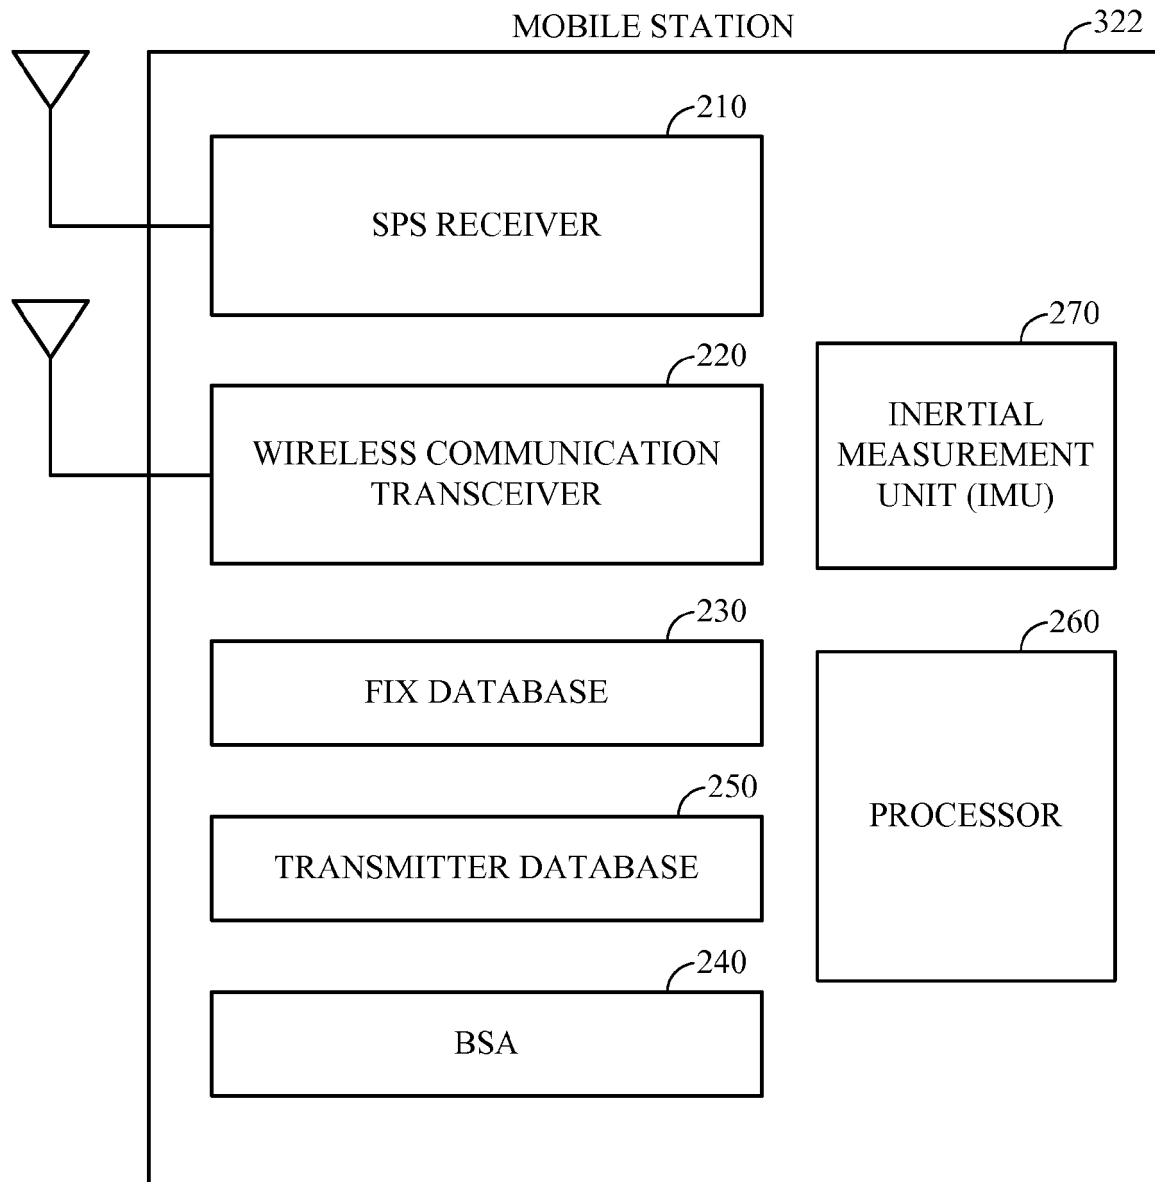 MOBILE STATION
322
210
SPS RECEIVER
220
WIRELESS COMMUNICATION
TRANSCEIVER
270
INERTIAL
MEASUREMENT
UNIT (IMU)
230
FIX DATABASE
260
PROCESSOR
250
TRANSMITTER DATABASE
240
BSA